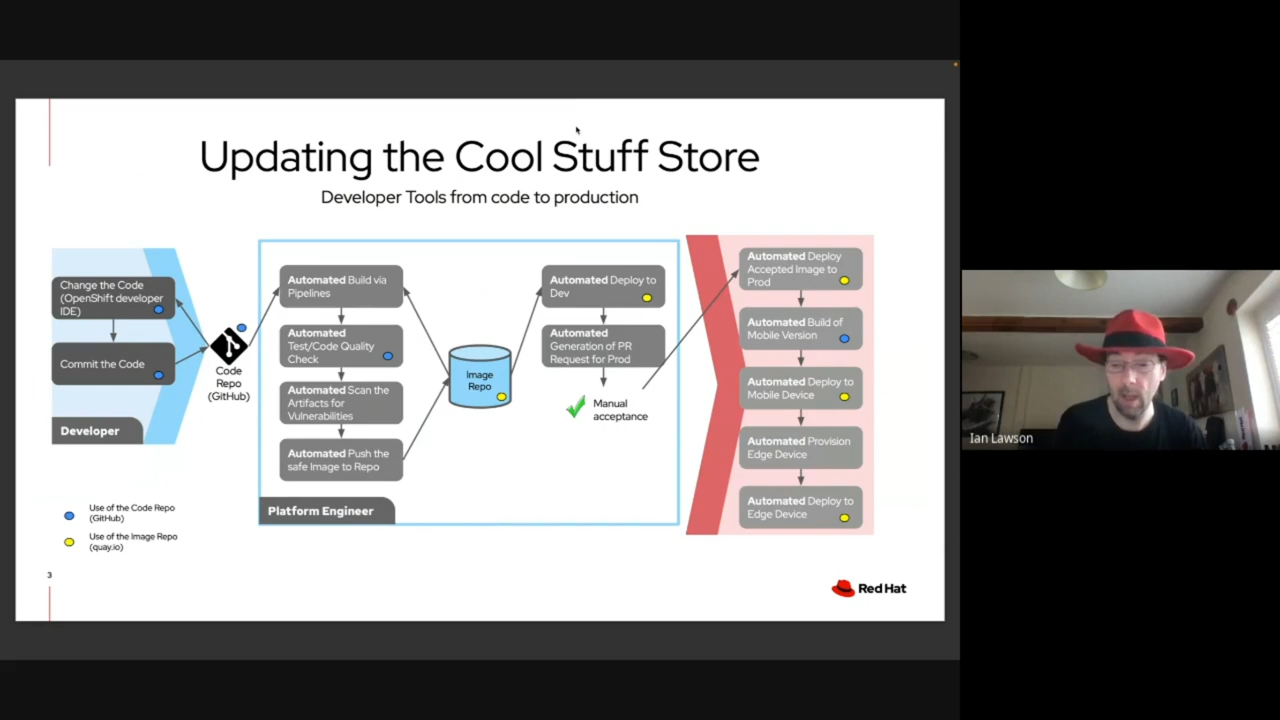 Updating the Cool Stuff Store
Developer Tools from code to production
Change the Code
(OpenShift developer
IDE)
Commit the Code
Developer
Code
Repo
(GitHub)
Automated Build via
Pipelines
Automated
Test/Code Quality
Check
Automated Scan the
Artifacts for
Vulnerabilities
Automated Push the
safe Image to Repo
Platform Engineer
Image
Repo
Automated Deploy to
Dev
Automated
Generation of PR
Request for Prod
Manual
acceptance
Automated Deploy
Accepted Image to
Prod
Automated Build of
Mobile Version
Automated Deploy to
Mobile Device
Automated Provision
Edge Device
Automated Deploy to
Edge Device
Use of the Code Repo
(GitHub)
Use of the Image Repo
(quay.io)
3
Red Hat
Ian Lawson